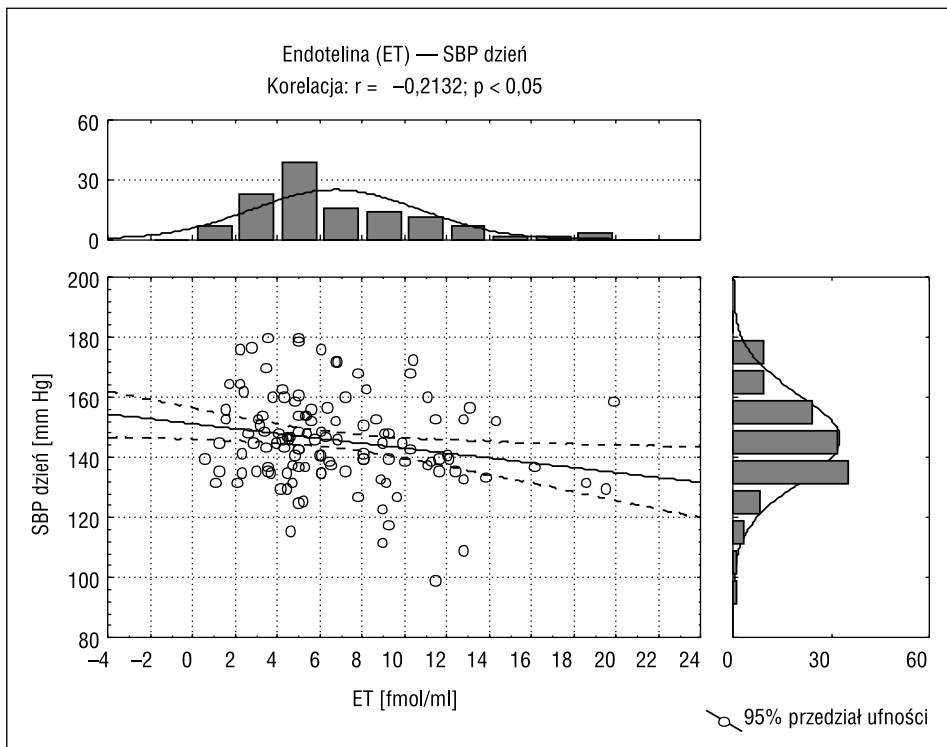 Endotelina (ET) — SBP dzień
Korelacja: r = –0,2132; p < 0,05
60
30
0
200
180
160
140
120
100
80
SBP dzień [mm Hg]
–4 –2 0 2 4 6 8 10 12 14 16 18 20 22 24
ET [fmol/ml]
0 30 60
95% przedział ufności